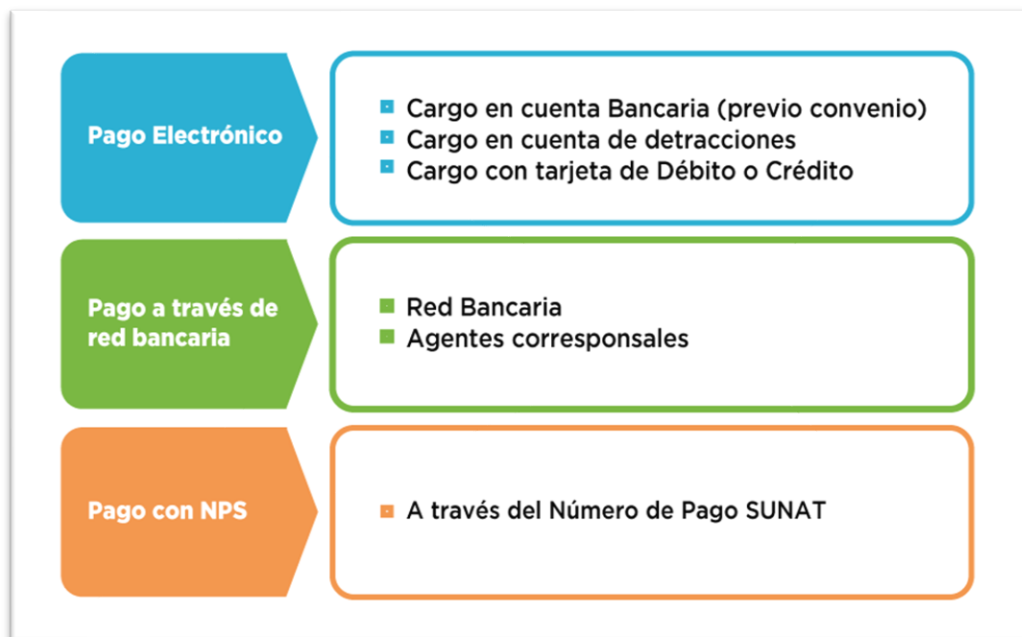 Pago Electrónico
Cargo en cuenta Bancaria (previo convenio)
Cargo en cuenta de detracciones
Cargo con tarjeta de Débito o Crédito
Pago a través de
red bancaria
Red Bancaria
Agentes corresponsales
Pago con NPS
A través del Número de Pago SUNAT